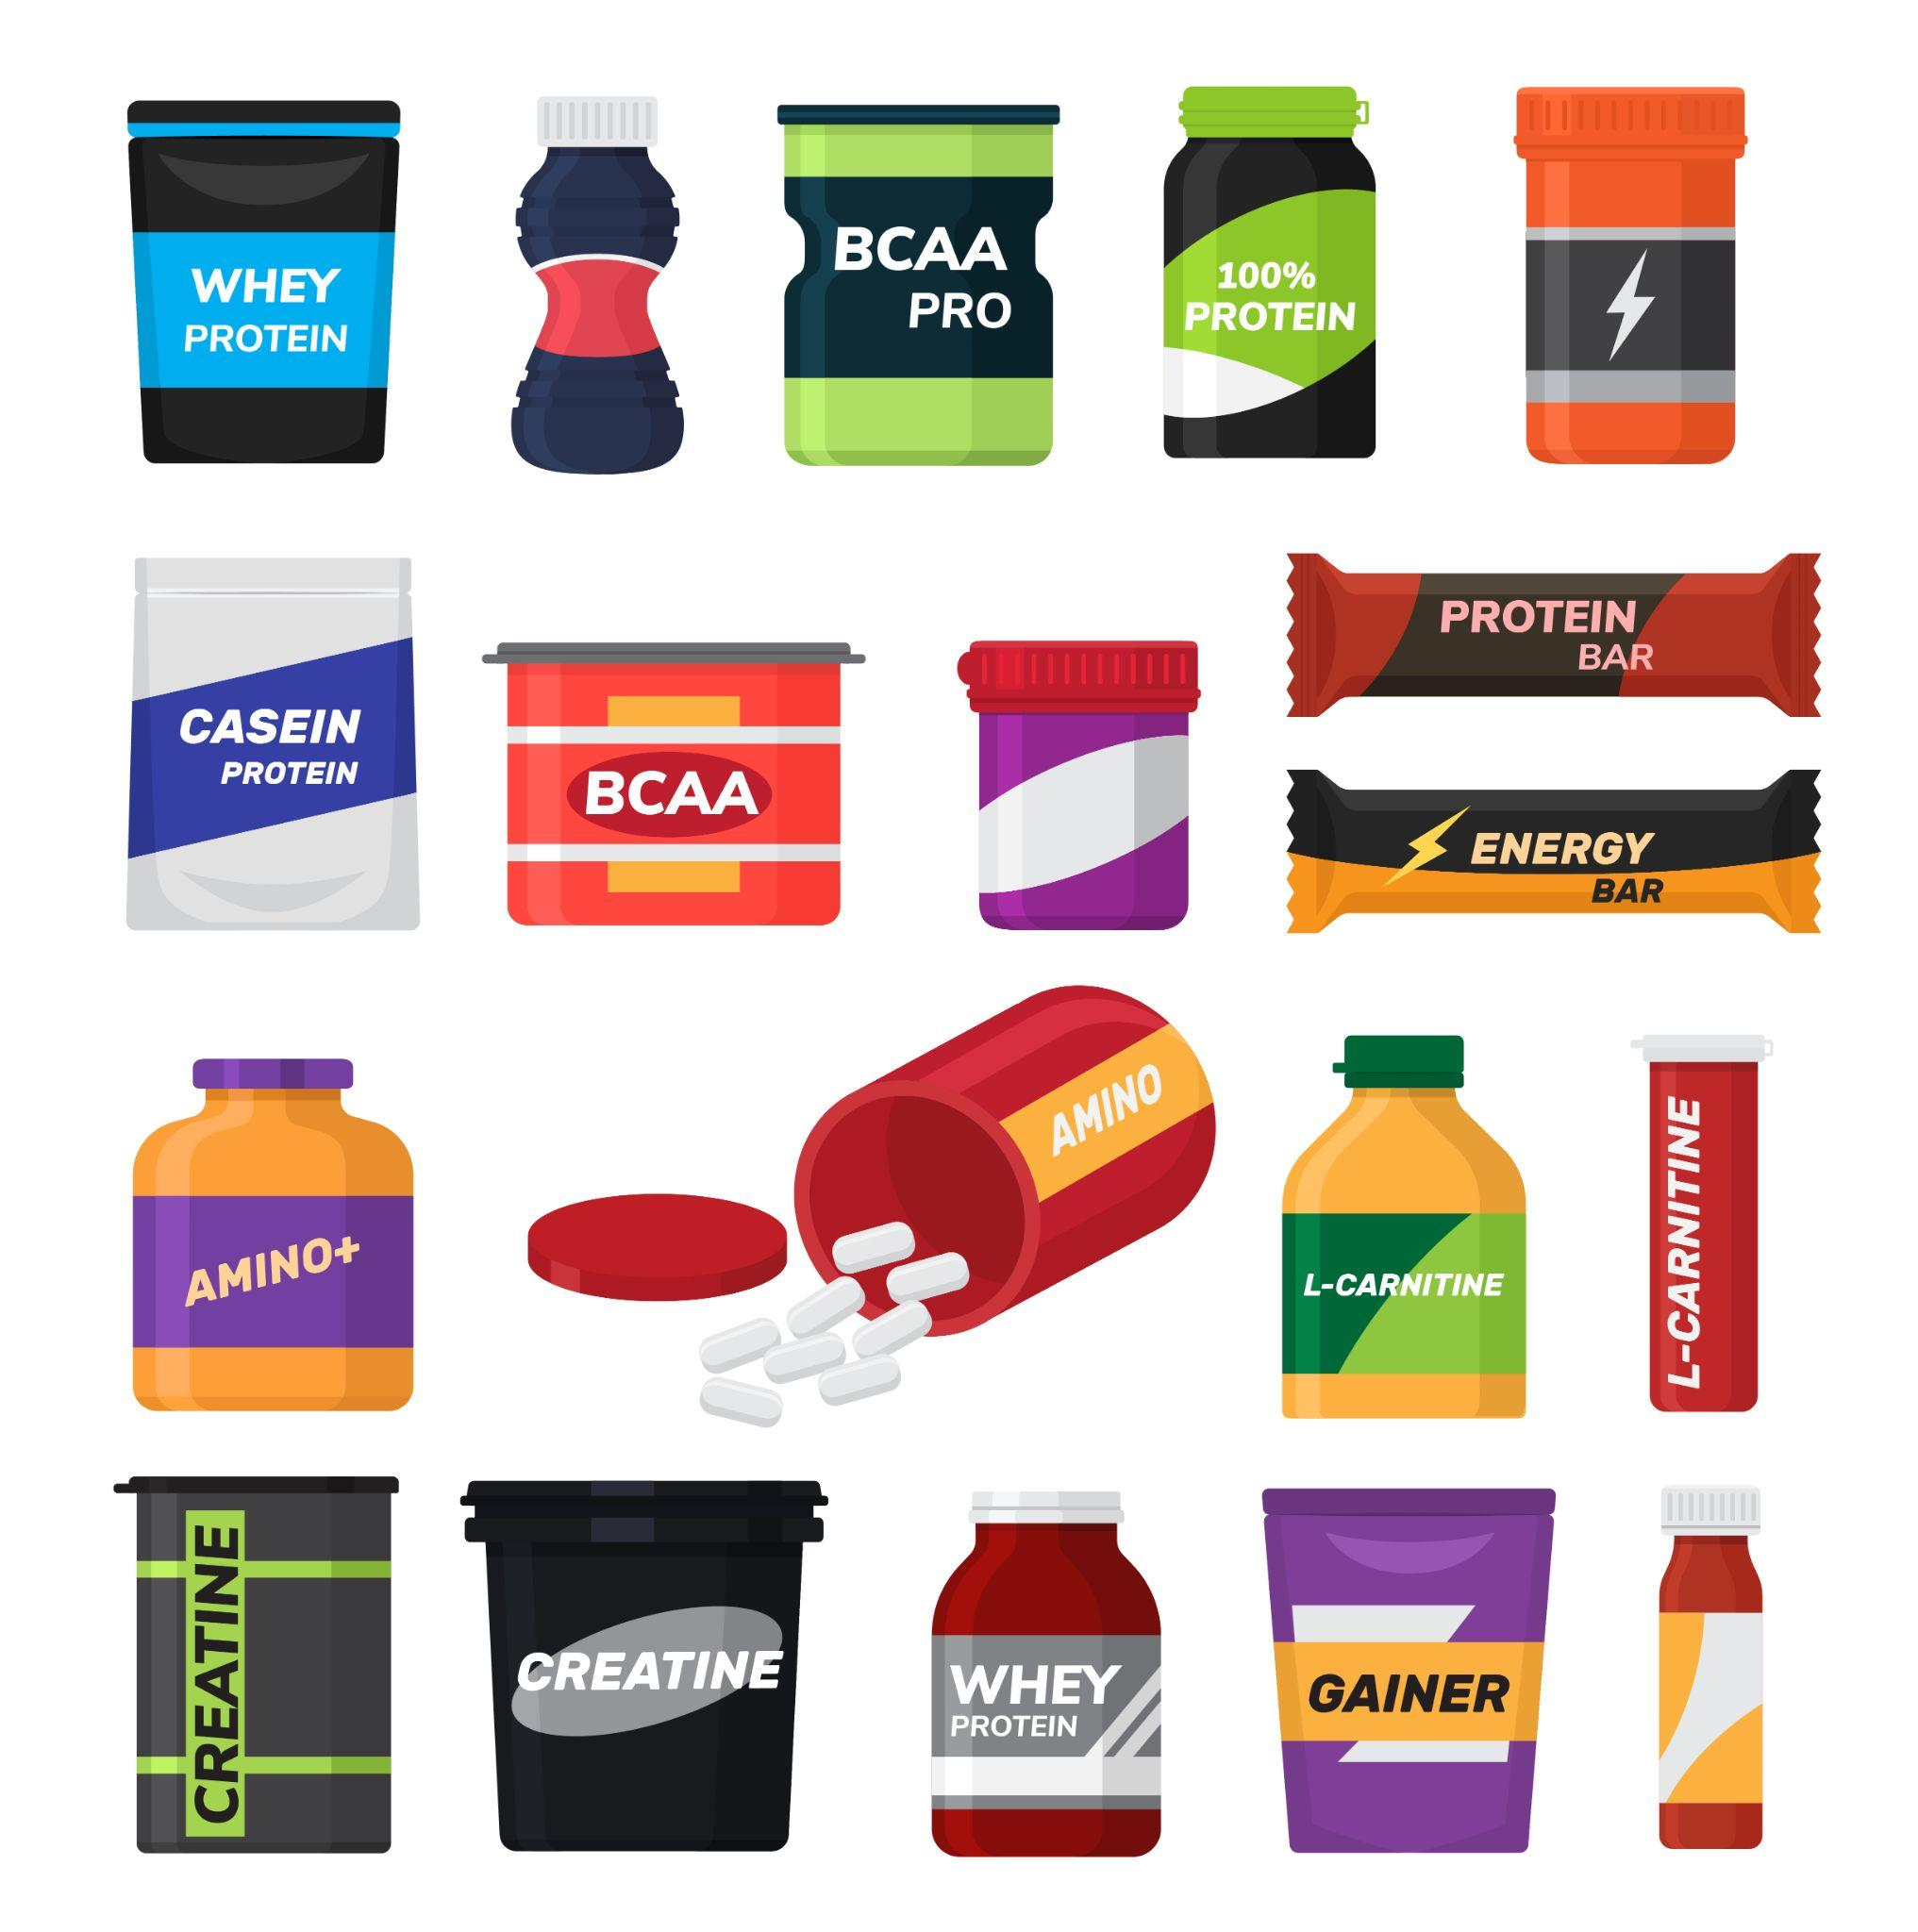 WHEY
PROTEIN
BCAA
PRO
100%
PROTEIN
CASEIN
PROTEIN
BCAA
PROTEIN
BAR
ENERGY
BAR
AMINO+
AMINO
L-CARNITINE
L-CARNITINE
CREATINE
CREATINE
WHEY
PROTEIN
GAINER